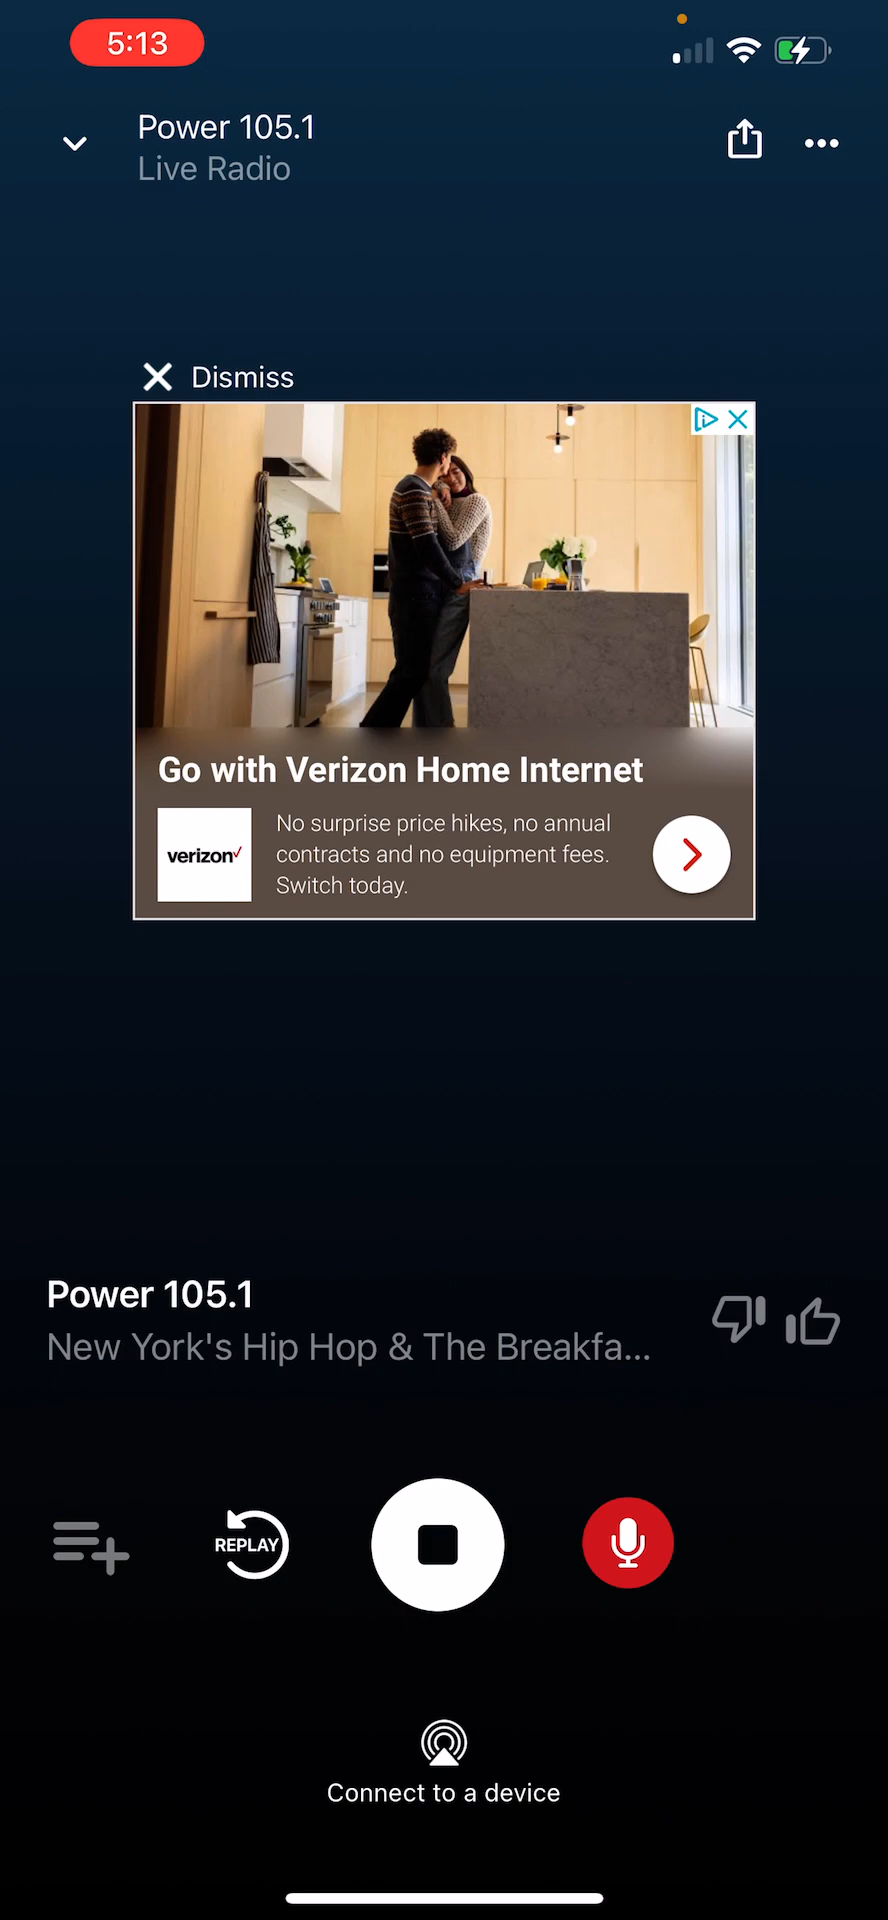 5:13
Power 105.1
Live Radio
Dismiss
Go with Verizon Home Internet
verizon
No surprise price hikes, no annual
contracts and no equipment fees.
Switch today.
Power 105.1
New York's Hip Hop & The Breakfa...
REPLAY
Connect to a device